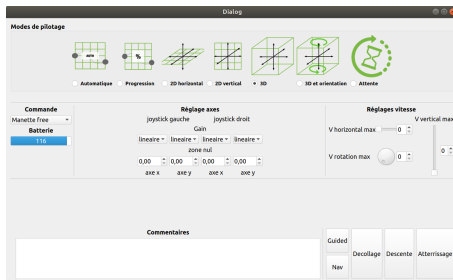 Dialog
Modes de pilotage
%
Automatique Progression 2D horizontal 2D vertical 3D 3D et orientation Attente
Commande Réglage axes Réglages vitesse
Manette free joystick gauche joystick droit V vertical max
Batterie Gain V horizontal max 0
116 lineaire lineaire lineaire lineaire
zone nul 0
0,00 0,00 0,00 0,00 V rotation max 0
axe x axe y axe x axe y
Commentaires
Guided
Decollage Descente Atterrissage
Nav